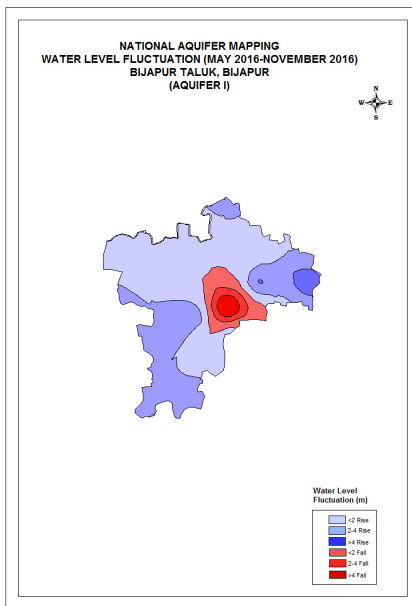 NATIONAL AQUIFER MAPPING
WATER LEVEL FLUCTUATION (MAY 2016-NOVEMBER 2016)
BIJAPUR TALUK, BIJAPUR
(AQUIFER I)
N
W E
S
Water Level
Fluctuation (m)
<2 Rise
2-4 Rise
>4 Rise
<2 Fall
2-4 Fall
>4 Fall